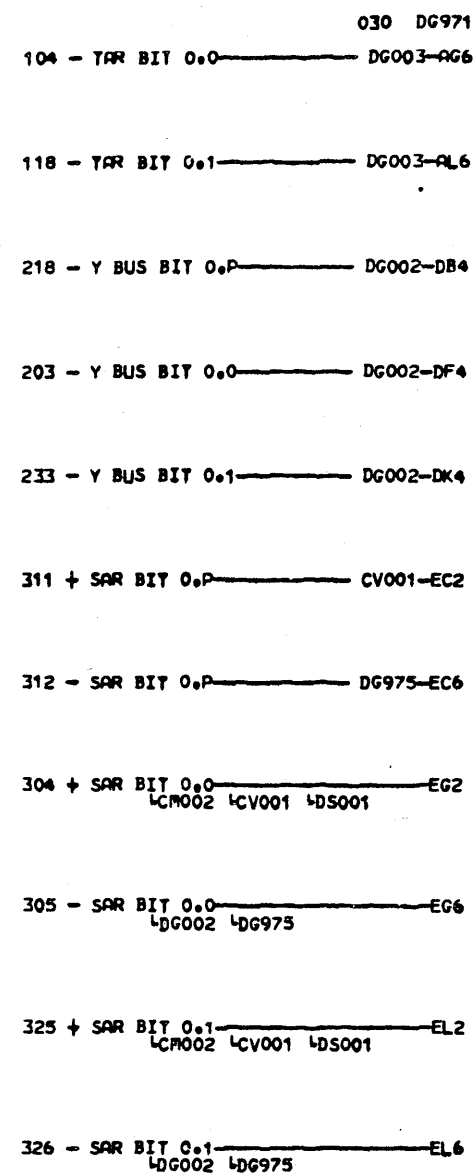 030 DG971
104 - TAR BIT 0.0 DG003-AG6
118 - TAR BIT 0.1 DG003-AL6
218 - Y BUS BIT 0.P DG002-DB4
203 - Y BUS BIT 0.0 DG002-DF4
233 - Y BUS BIT 0.1 DG002-DK4
311 + SAR BIT 0.P CV001-EC2
312 - SAR BIT 0.P DG975-EC6
304 + SAR BIT 0.0 EG2
CM002 CV001 DS001
305 - SAR BIT 0.0 EG6
DG002 DG975
325 + SAR BIT 0.1 EL2
CM002 CV001 DS001
326 - SAR BIT 0.1 EL6
DG002 DG975